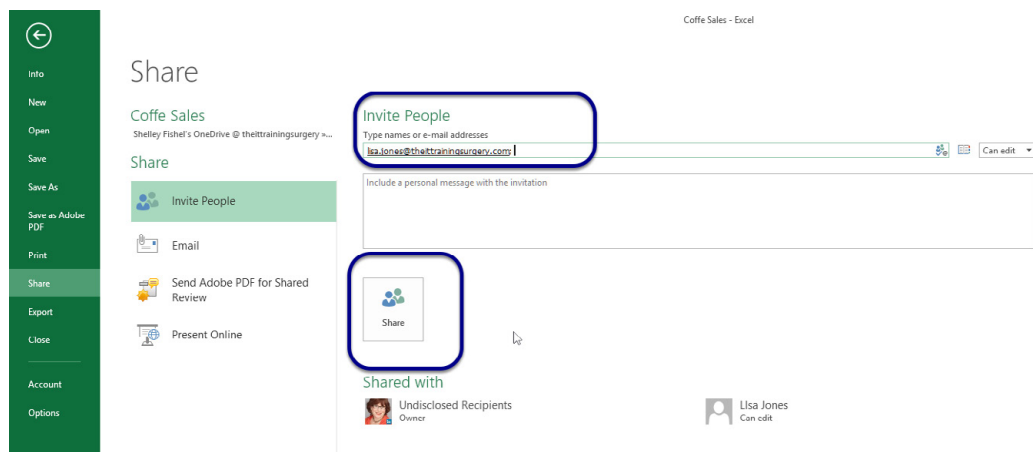 Coffe Sales - Excel
Info
New
Open
Save
Save As
Save as Adobe
PDF
Print
Share
Export
Close
Account
Options
Share
Coffe Sales
Shelley Fishel's OneDrive @ theittrainingsurgery »...
Share
Invite People
Email
Send Adobe PDF for Shared
Review
Present Online
Invite People
Type names or e-mail addresses
lsa.jones@theittrainingsurgery.com;
Can edit
Include a personal message with the invitation
Share
Shared with
Undisclosed Recipients
Owner
LIsa Jones
Can edit